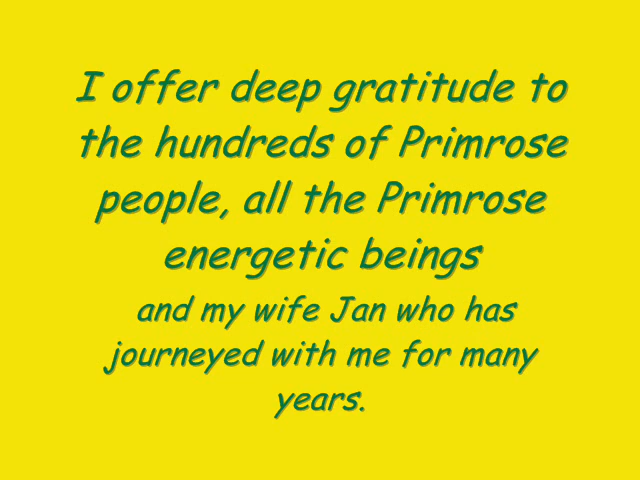 I offer deep gratitude to
the hundreds of Primrose
people, all the Primrose
energetic beings
and my wife Jan who has
journeyed with me for many
years.